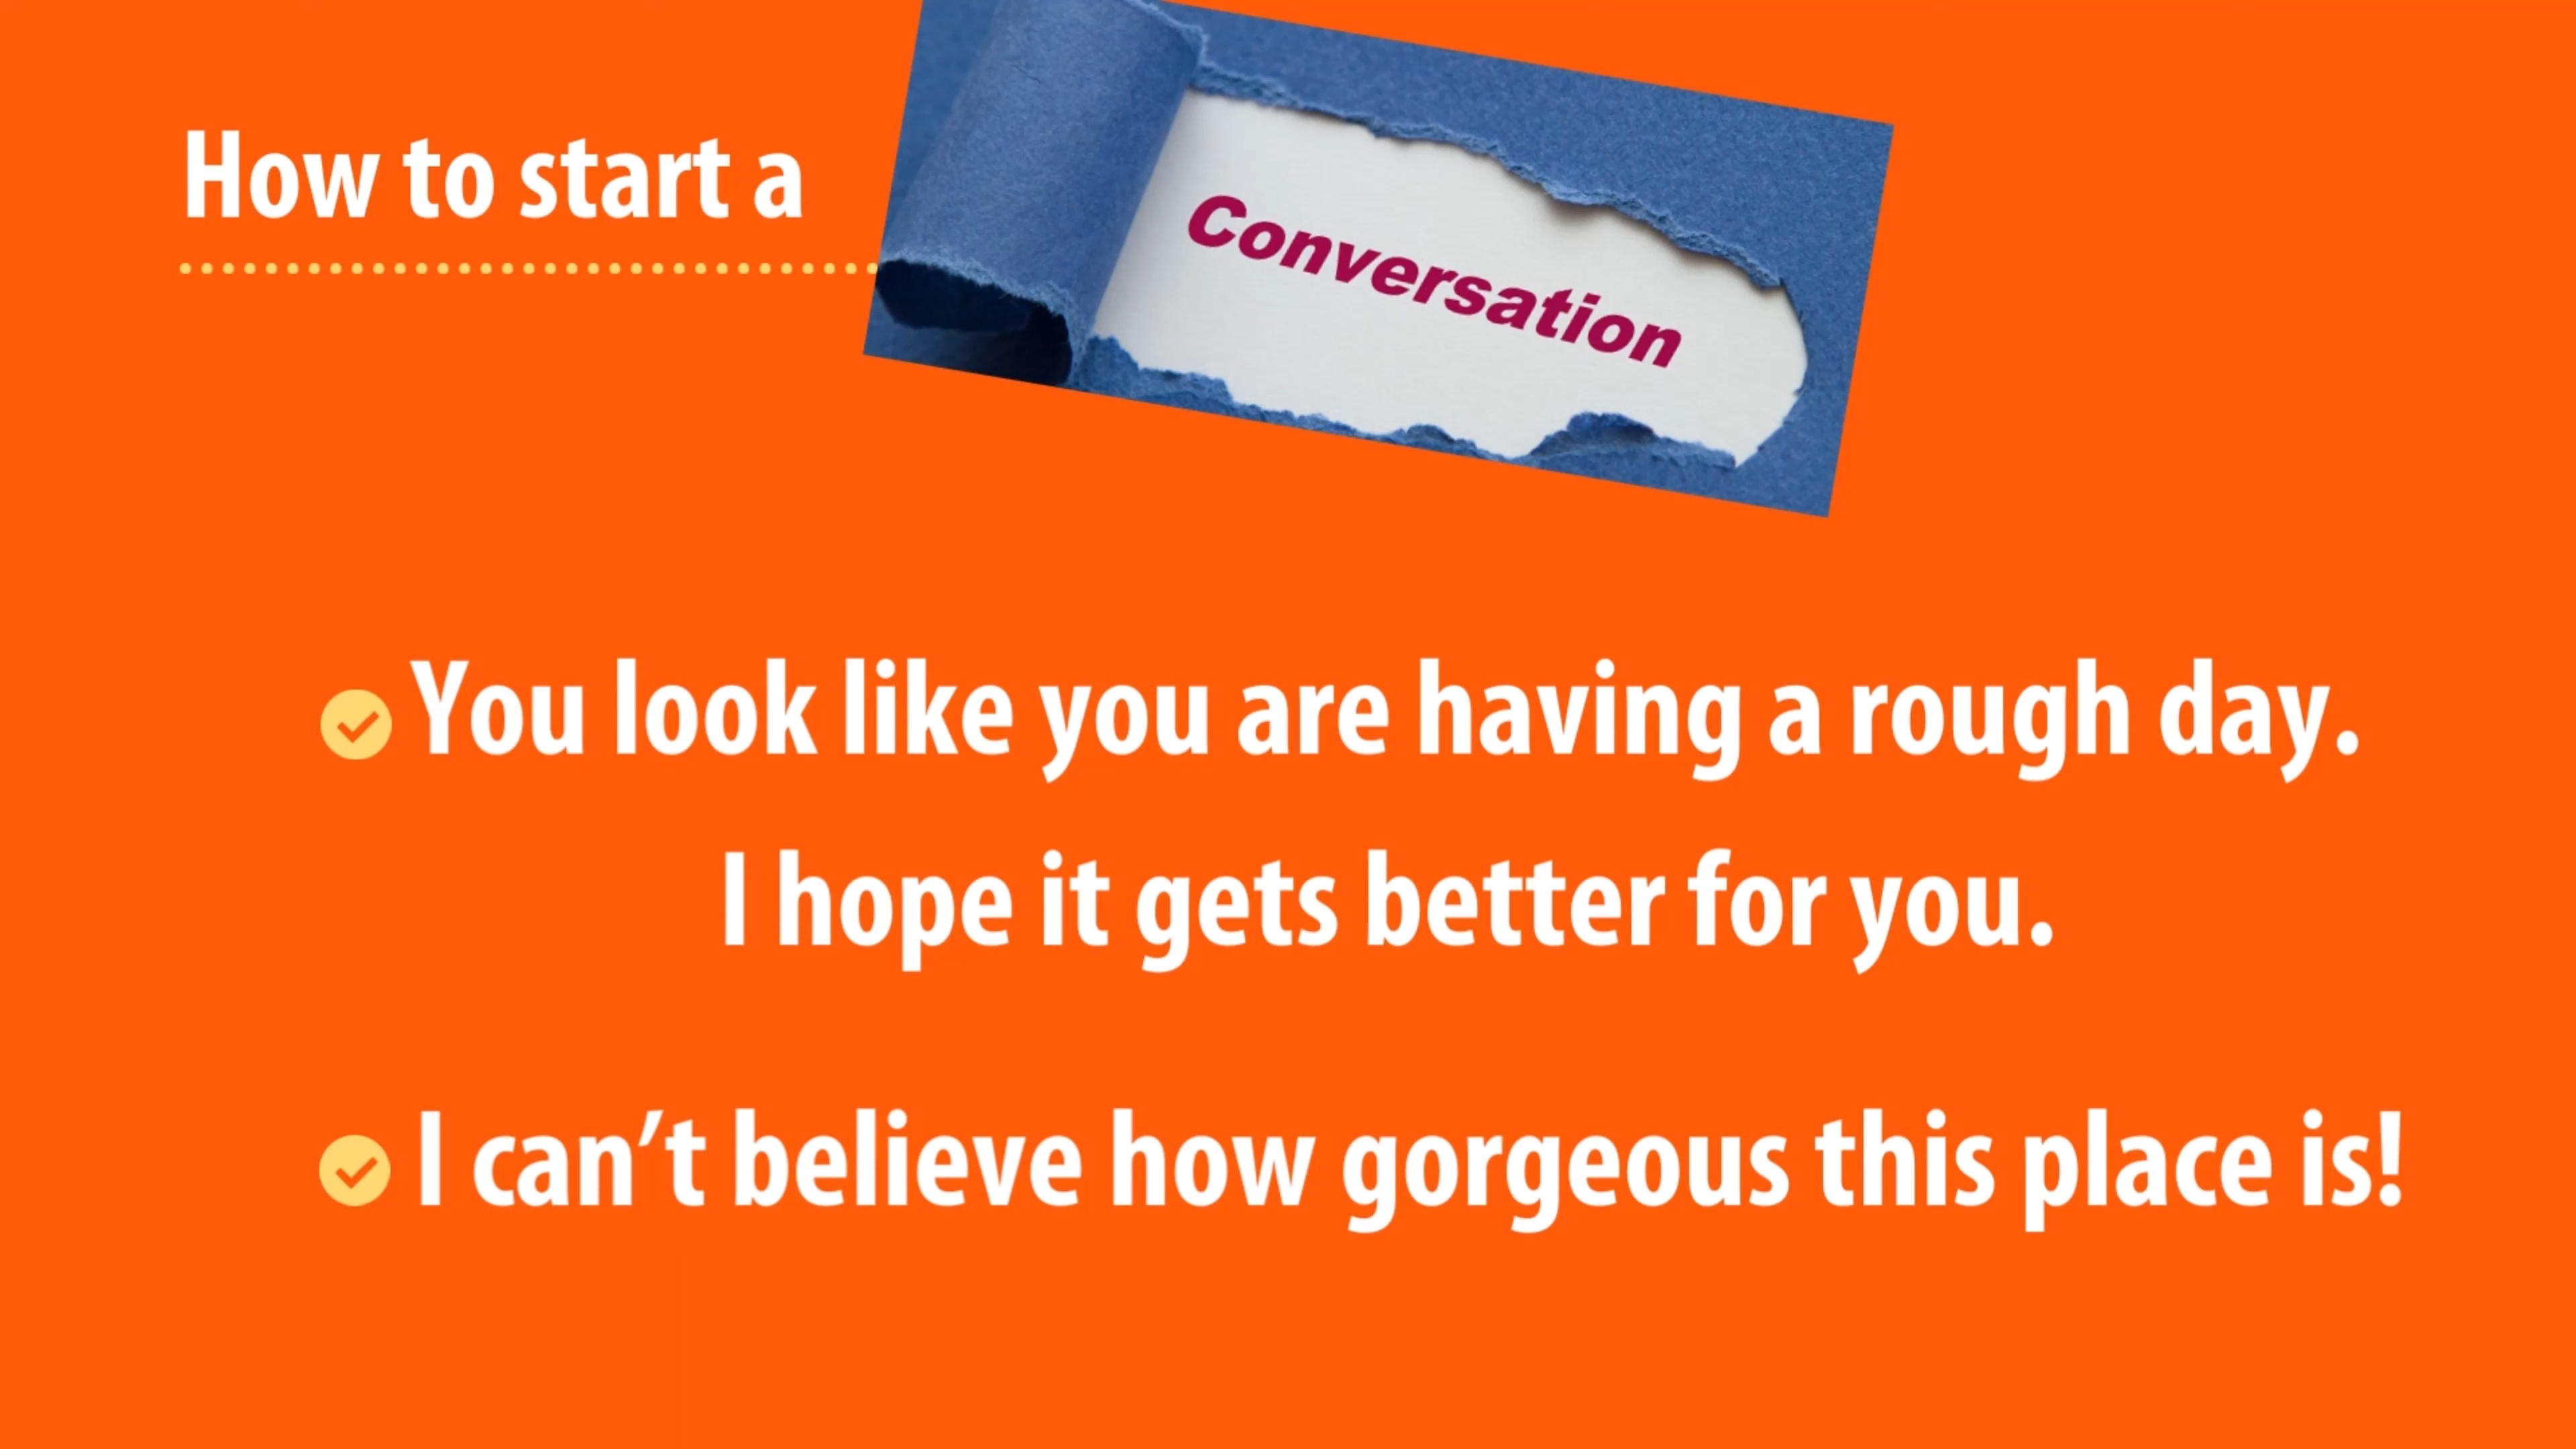 How to start a
Conversation
You look like you are having a rough day.
I hope it gets better for you.
I can’t believe how gorgeous this place is!